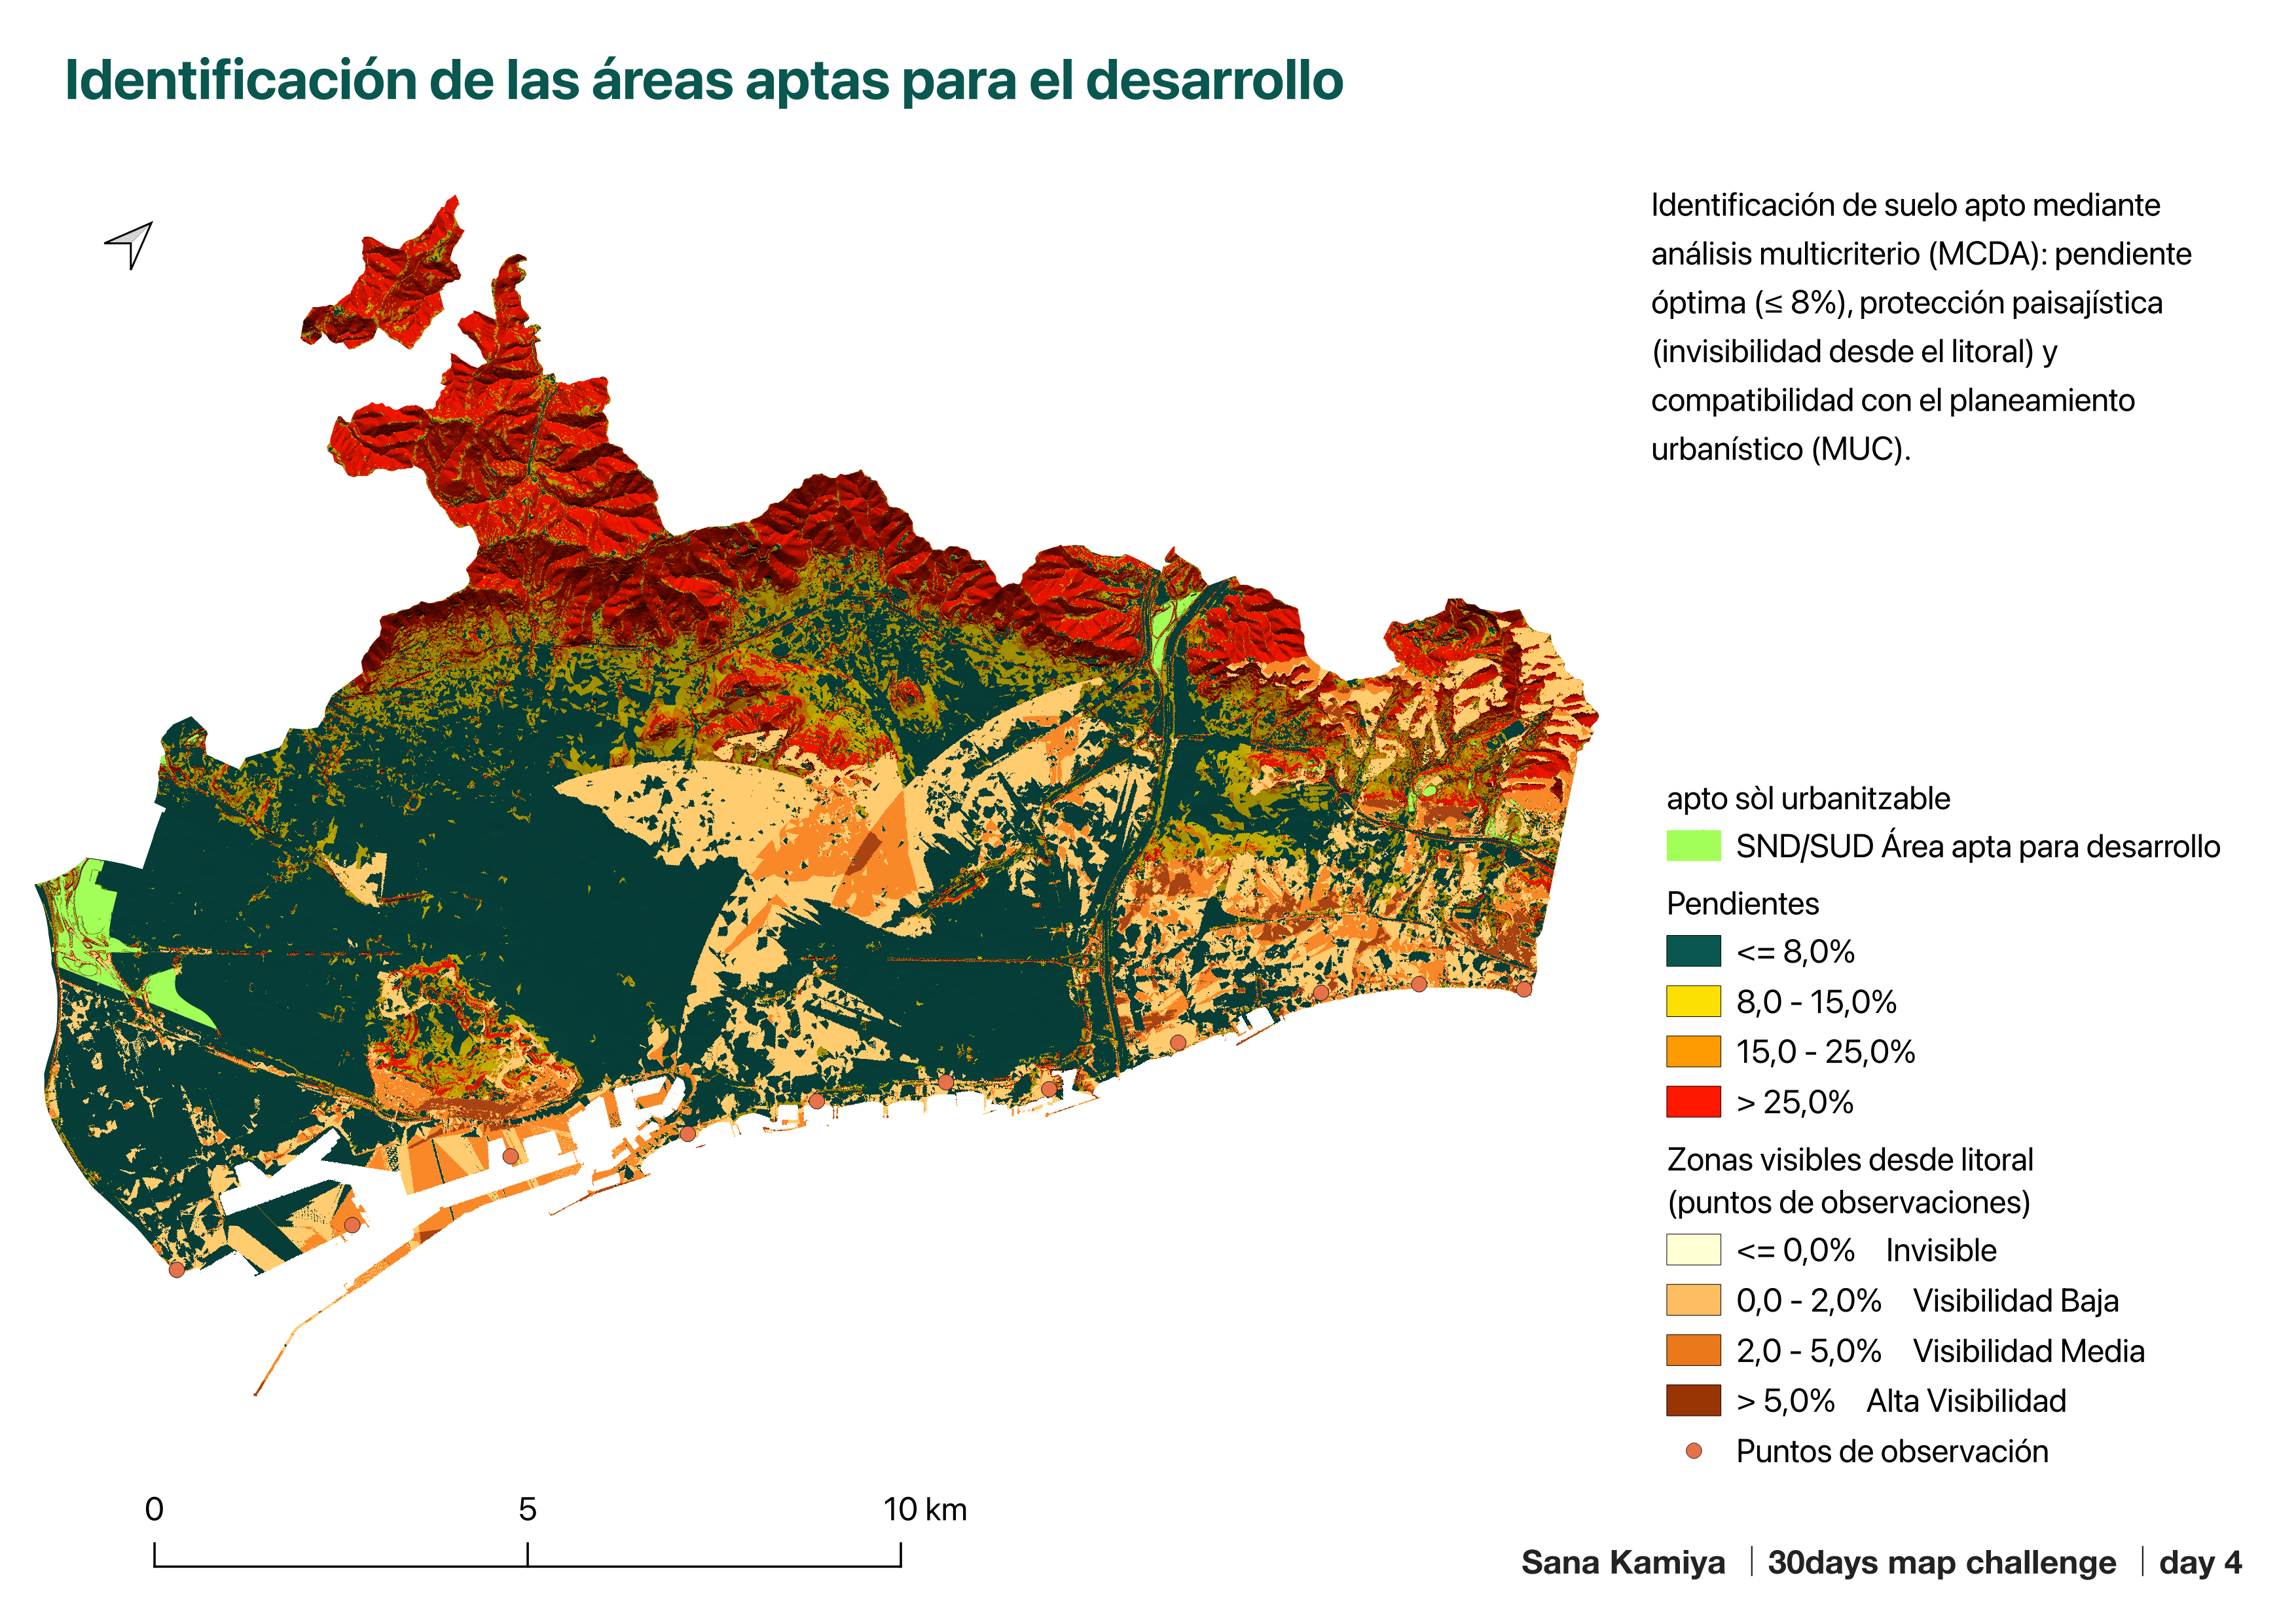 Identificación de las áreas aptas para el desarrollo
Identificación de suelo apto mediante
análisis multicriterio (MCDA): pendiente
óptima (≤ 8%), protección paisajística
(invisibilidad desde el litoral) y
compatibilidad con el planeamiento
urbanístico (MUC).
apto sòl urbanitzable
SND/SUD Área apta para desarrollo
Pendientes
<= 8,0%
8,0 - 15,0%
15,0 - 25,0%
> 25,0%
Zonas visibles desde litoral
(puntos de observaciones)
<= 0,0% Invisible
0,0 - 2,0% Visibilidad Baja
2,0 - 5,0% Visibilidad Media
> 5,0% Alta Visibilidad
Puntos de observación
0 5 10 km
Sana Kamiya | 30days map challenge | day 4